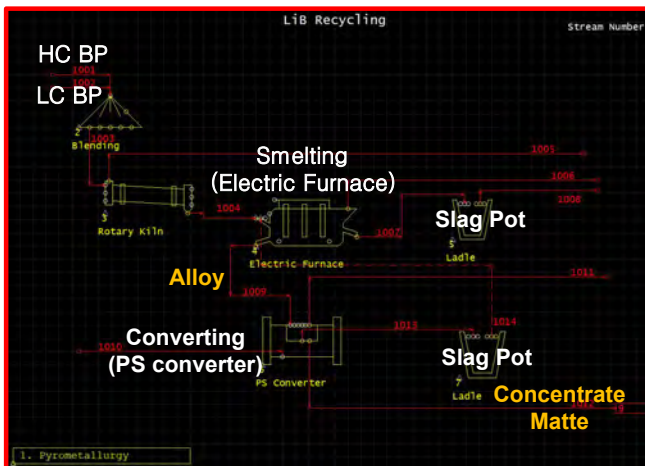 LiB Recycling
Stream Number
HC BP
1001
1002
LC BP
2
Blending
1003
1005
Smelting
(Electric Furnace)
1006
1008
3
Rotary Kiln
1004
1007
Slag Pot
5
Ladle
Electric Furnace
Alloy
1009
1011
1010
Converting
(PS converter)
PS Converter
1013
1014
Slag Pot
7
Ladle
Concentrate
Matte
1. Pyrometallurgy